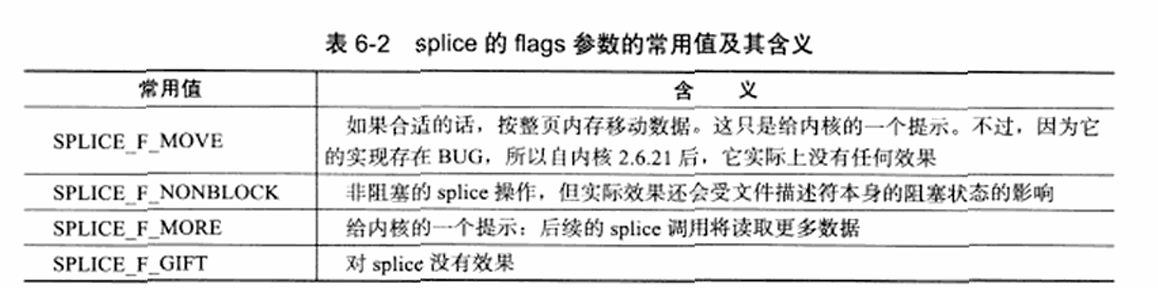 表 6-2 splice 的 flags 参数的常用值及其含义
常用值 含 义
SPLICE_F_MOVE 如果合适的话，按整页内存移动数据。这只是给内核的一个提示。不过，因为它
的实现存在 BUG，所以自内核 2.6.21 后，它实际上没有任何效果
SPLICE_F_NONBLOCK 非阻塞的 splice 操作，但实际效果还会受文件描述符本身的阻塞状态的影响
SPLICE_F_MORE 给内核的一个提示：后续的 splice 调用将读取更多数据
SPLICE_F_GIFT 对 splice 没有效果